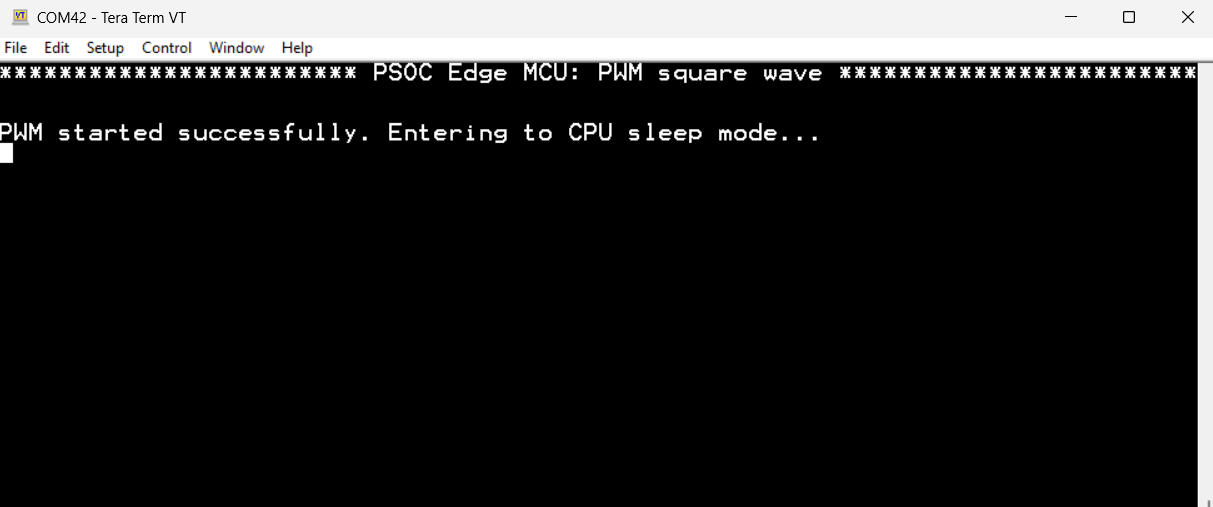 COM42 - Tera Term VT
File Edit Setup Control Window Help
************************ PSOC Edge MCU: PWM square wave ************************
PWM started successfully. Entering to CPU sleep mode...